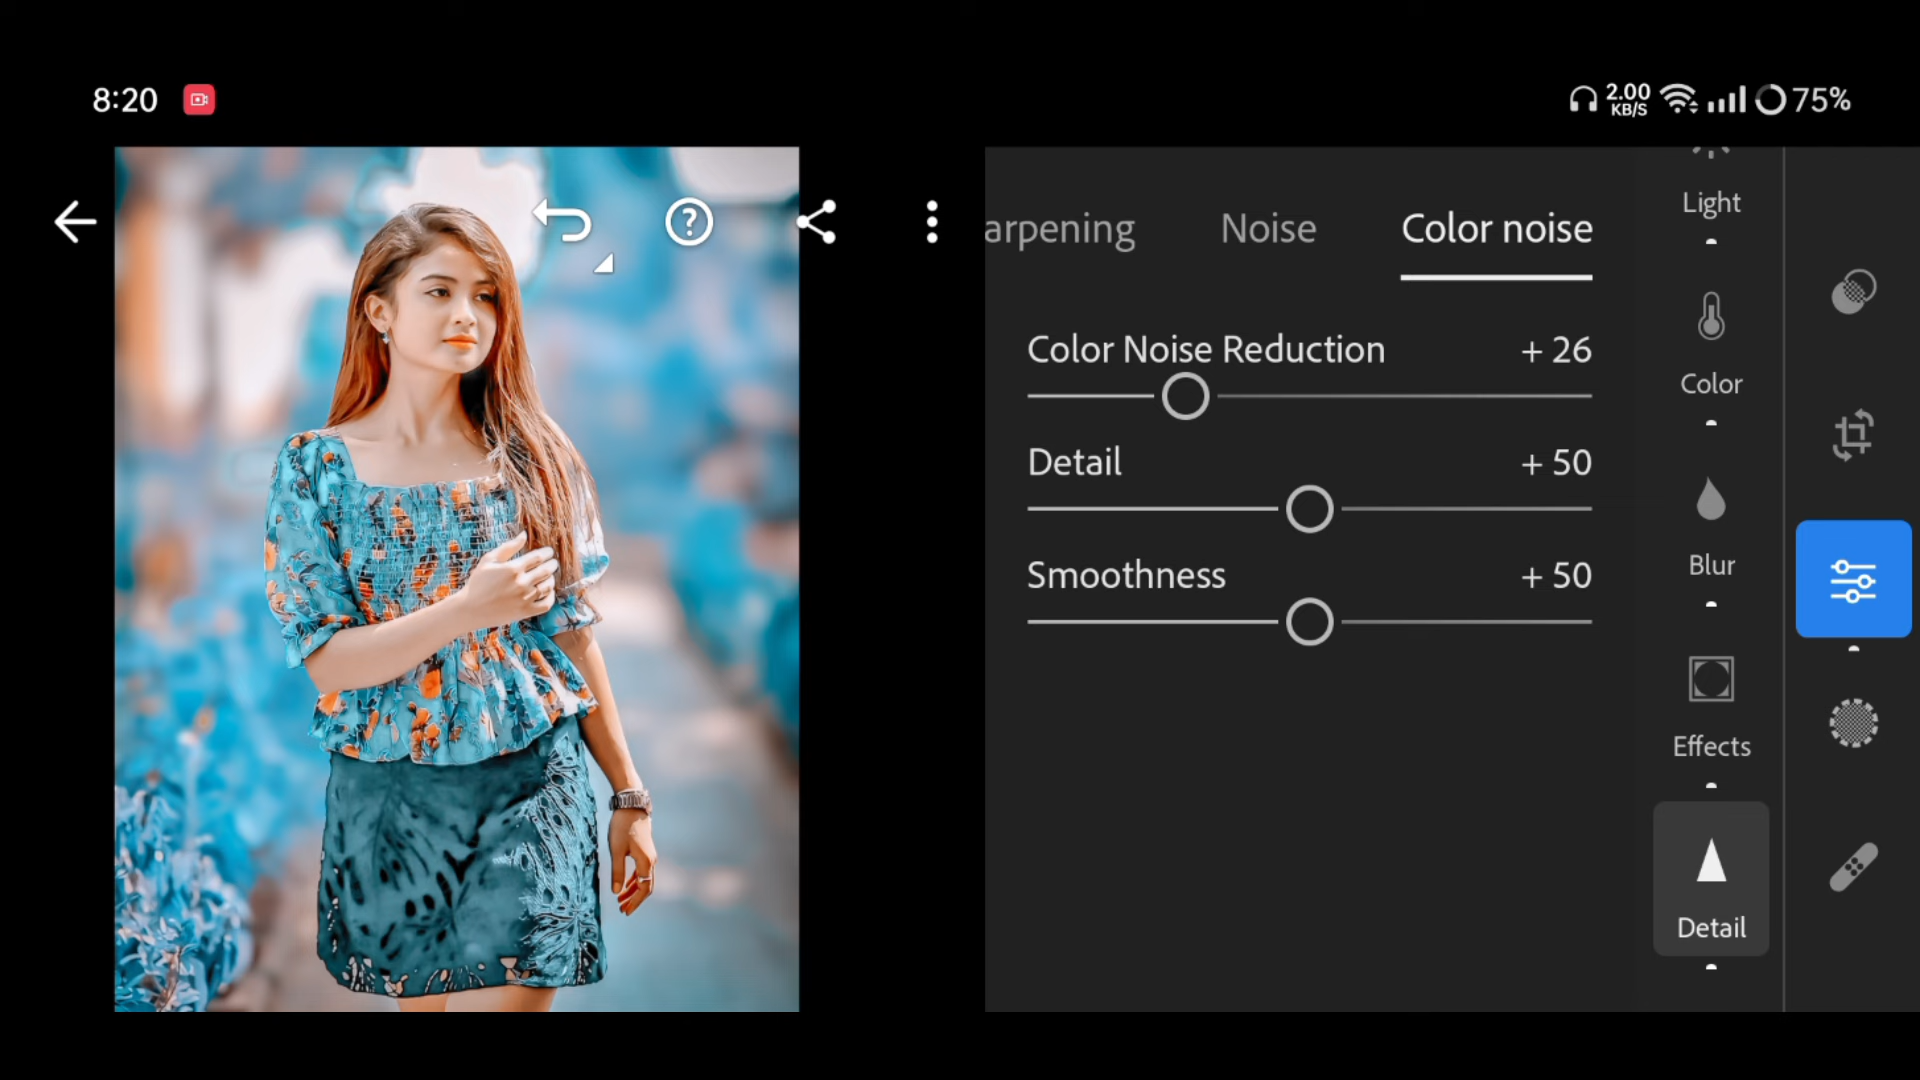 8:20
2.00
KB/S
75%
arpening Noise Color noise
Color Noise Reduction + 26
Detail + 50
Smoothness + 50
Light
Color
Blur
Effects
Detail